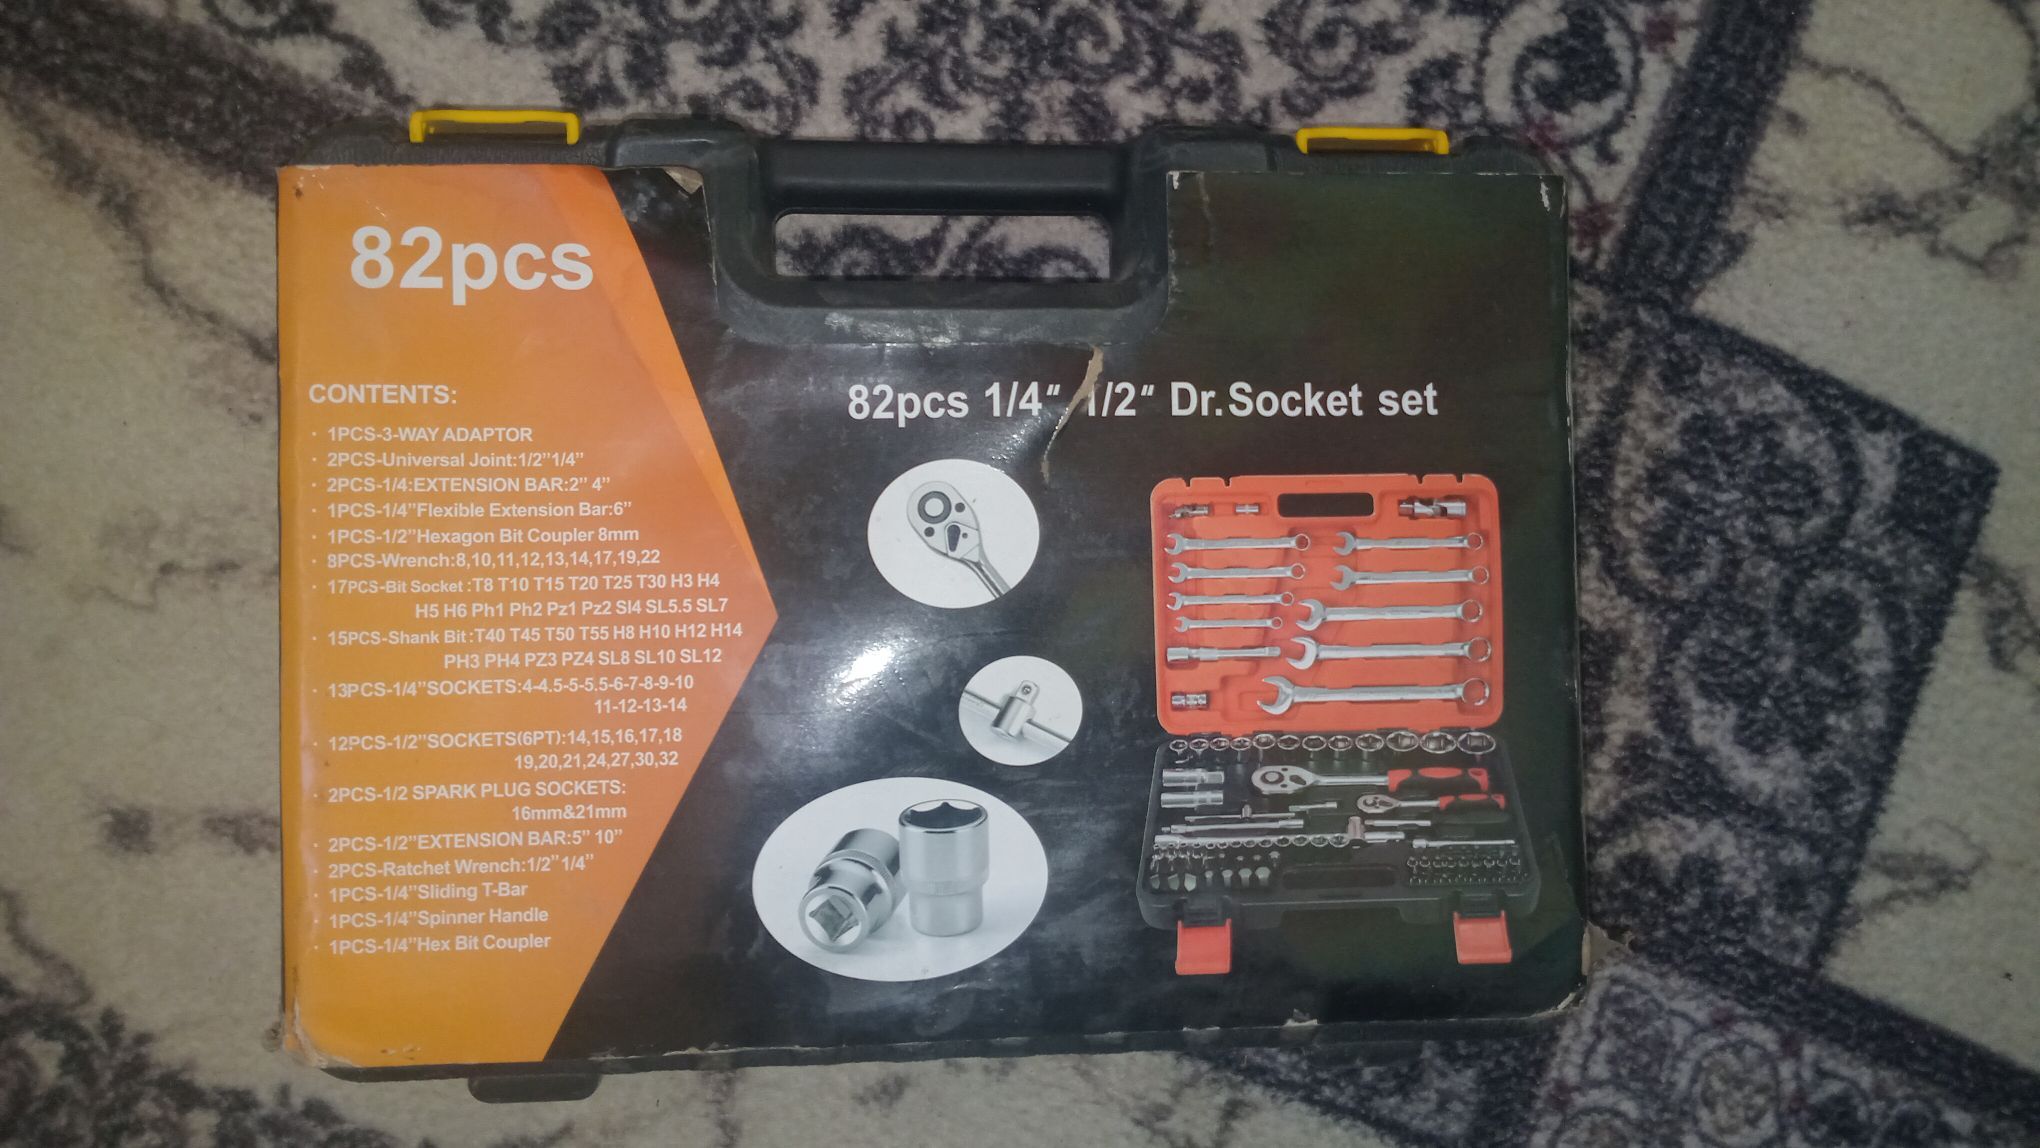 82pcs
CONTENTS:
· 1PCS-3-WAY ADAPTOR
· 2PCS-Universal Joint:1/2”1/4”
· 2PCS-1/4:EXTENSION BAR:2” 4”
· 1PCS-1/4”Flexible Extension Bar:6”
· 1PCS-1/2”Hexagon Bit Coupler 8mm
· 8PCS-Wrench:8,10,11,12,13,14,17,19,22
· 17PCS-Bit Socket :T8 T10 T15 T20 T25 T30 H3 H4
H5 H6 Ph1 Ph2 Pz1 Pz2 Sl4 SL5.5 SL7
· 15PCS-Shank Bit :T40 T45 T50 T55 H8 H10 H12 H14
PH3 PH4 PZ3 PZ4 SL8 SL10 SL12
· 13PCS-1/4”SOCKETS:4-4.5-5-5.5-6-7-8-9-10
11-12-13-14
· 12PCS-1/2”SOCKETS(6PT):14,15,16,17,18
19,20,21,24,27,30,32
· 2PCS-1/2 SPARK PLUG SOCKETS:
16mm&21mm
· 2PCS-1/2”EXTENSION BAR:5” 10”
· 2PCS-Ratchet Wrench:1/2”1/4”
· 1PCS-1/4”Sliding T-Bar
· 1PCS-1/4”Spinner Handle
· 1PCS-1/4”Hex Bit Coupler
82pcs 1/4“ 1/2“ Dr.Socket set